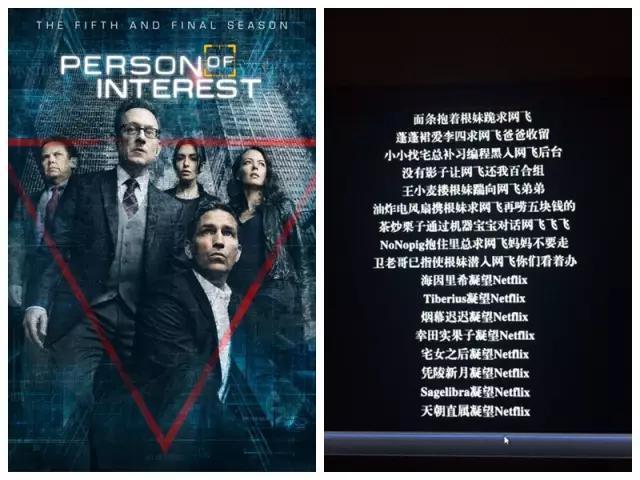 THE FIFTH AND FINAL SEASON
PERSON OF
INTEREST
面条抱着根妹跪求网飞
蓬蓬裙爱李四求网飞爸爸收留
小小找宅总补习编程黑入网飞后台
没有影子让网飞还我百合组
王小麦楼根妹踹向网飞弟弟
油炸电风扇携根妹求网飞再唠五块钱的
茶炒栗子通过机器宝宝对话网飞飞飞
NoNopig抱住里总求网飞妈妈不要走
卫老哥已指使根妹潜入网飞你们看着办
海因里希凝望Netflix
Tiberius凝望Netflix
烟幕迟迟凝望Netflix
幸田实果子凝望Netflix
宅女之后凝望Netflix
凭陵新月凝望Netflix
Sagelibra凝望Netflix
天朝直属凝望Netflix